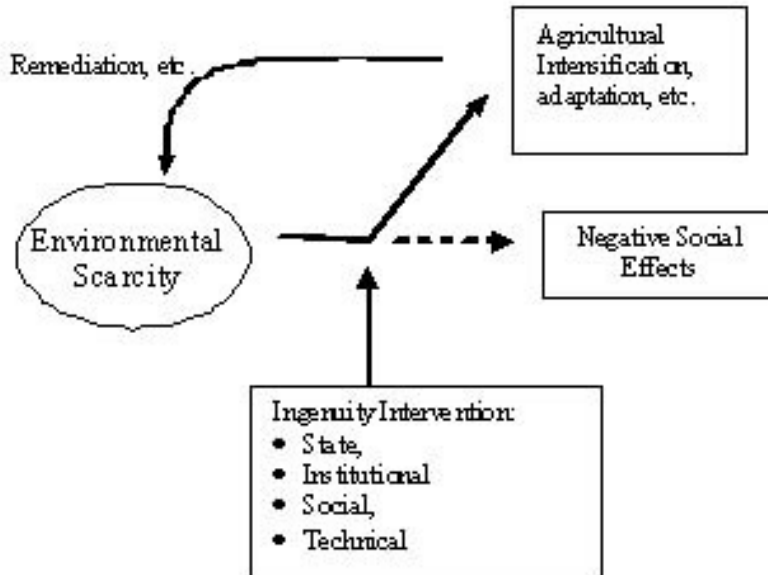 Remediation, etc.
Agricultural
Intensification,
adaptation, etc.
Environmental
Scarcity
Negative Social
Effects
Ingenuity Intervention:
• State,
• Institutional
• Social,
• Technical